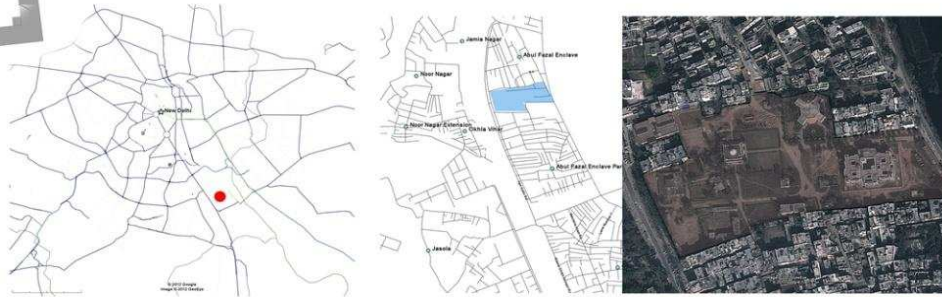 New Delhi
© 2012 Google
Image © 2012 GeoEye
Jamia Nagar
Abul Fazal Enclave
Noor Nagar
Noor Nagar Extension
Okhla Vihar
Abul Fazal Enclave Par
Jasola